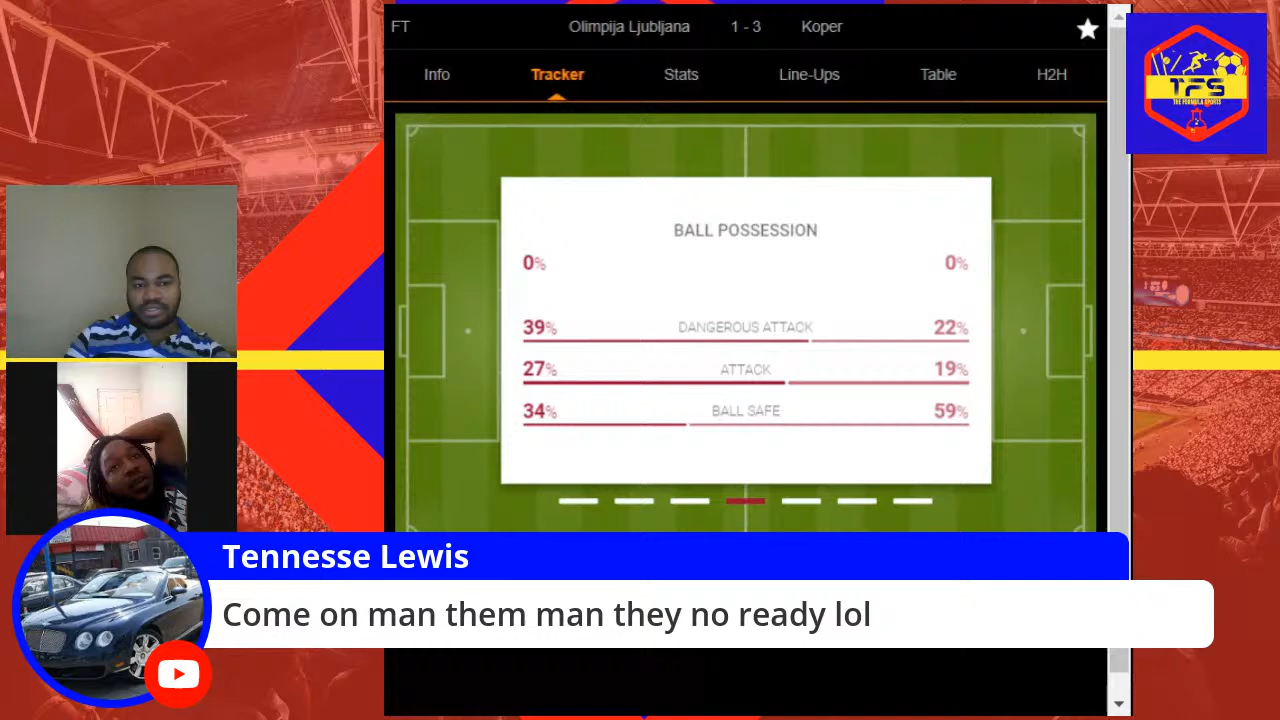 FT Olimpija Ljubljana 1 - 3 Koper
Info Tracker Stats Line-Ups Table H2H
TFS
THE FORMULA SPORTS
BALL POSSESSION
0% 0%
39% DANGEROUS ATTACK 22%
27% ATTACK 19%
34% BALL SAFE 59%
Tennesse Lewis
Come on man them man they no ready lol